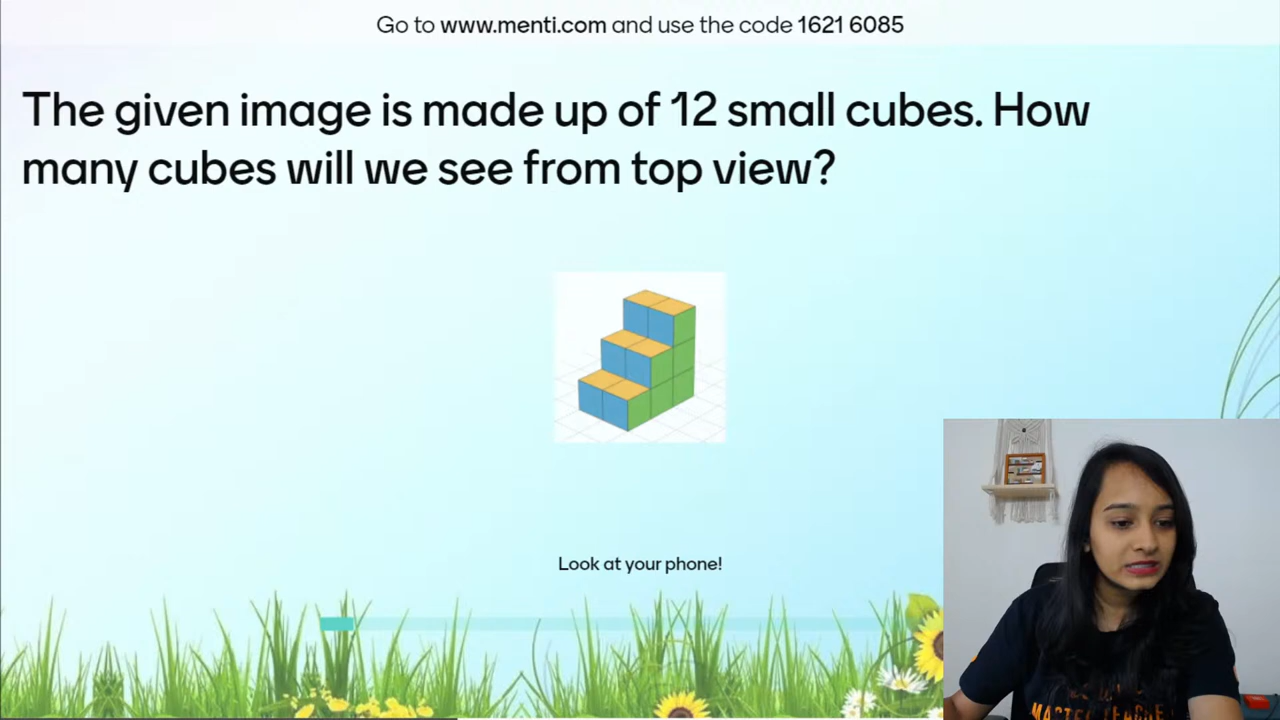 Go to www.menti.com and use the code 1621 6085
The given image is made up of 12 small cubes. How
many cubes will we see from top view?
Look at your phone!